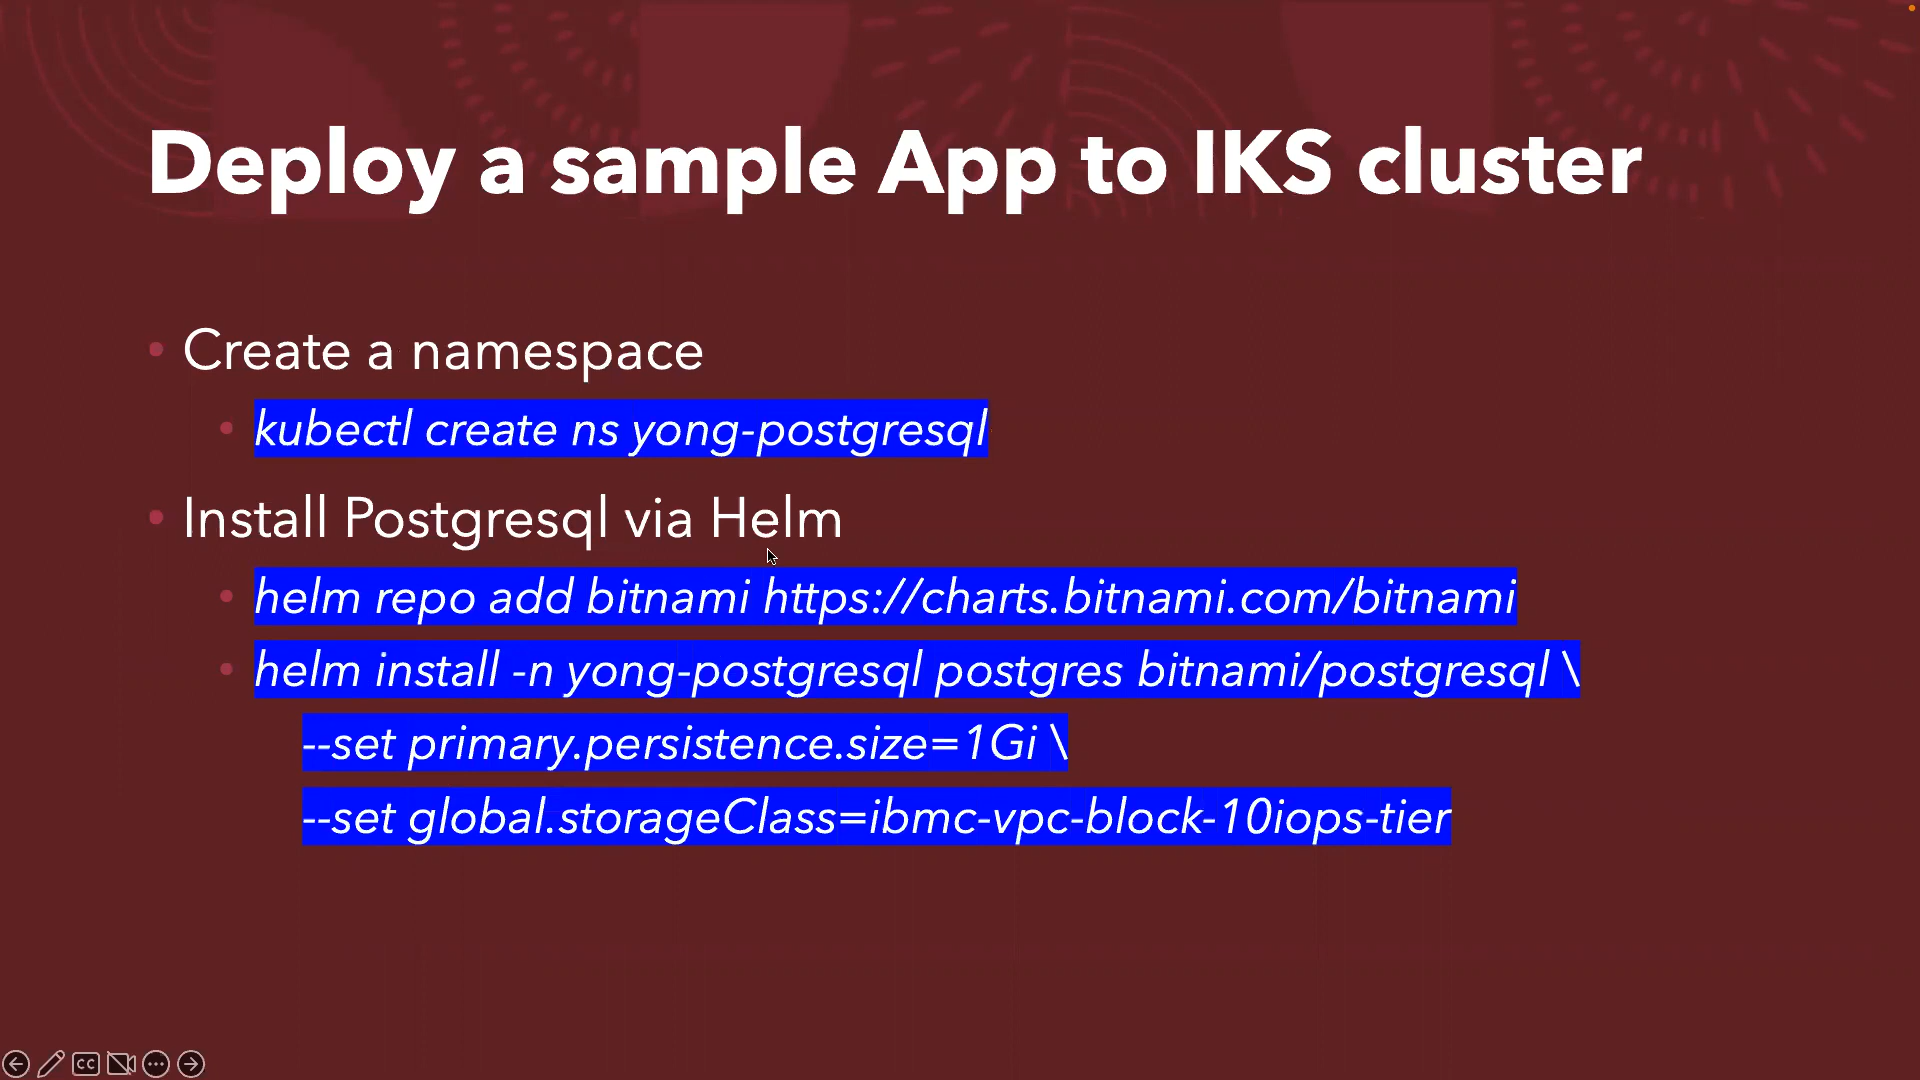 Deploy a sample App to IKS cluster
• Create a namespace
• kubectl create ns yong-postgresql
• Install Postgresql via Helm
• helm repo add bitnami https://charts.bitnami.com/bitnami
• helm install -n yong-postgresql postgres bitnami/postgresql \
--set primary.persistence.size=1Gi \
--set global.storageClass=ibmc-vpc-block-10iops-tier
CC